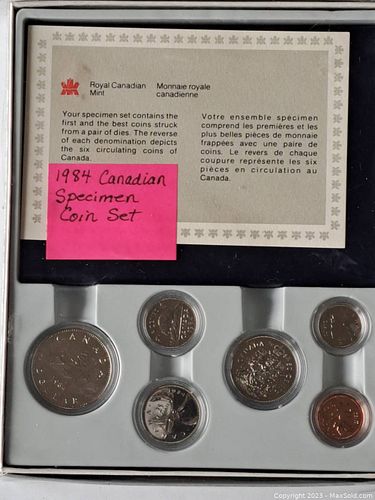 Royal Canadian
Mint
Monnaie royale
canadienne
Your specimen set contains the
first and the best coins struck
from a pair of dies. The reverse
of each denomination depicts
the six circulating coins of
Canada.
Votre ensemble spécimen
comprend les premières et les
plus belles pièces de monnaie
frappées avec une paire de
coins. Le revers de chaque
coupure représente les six
pièces en circulation au
Canada.
1984 Canadian
Specimen
Coin Set
CANADA
DOLLAR
CANADA
Copyright 2023 - MaxSold.com